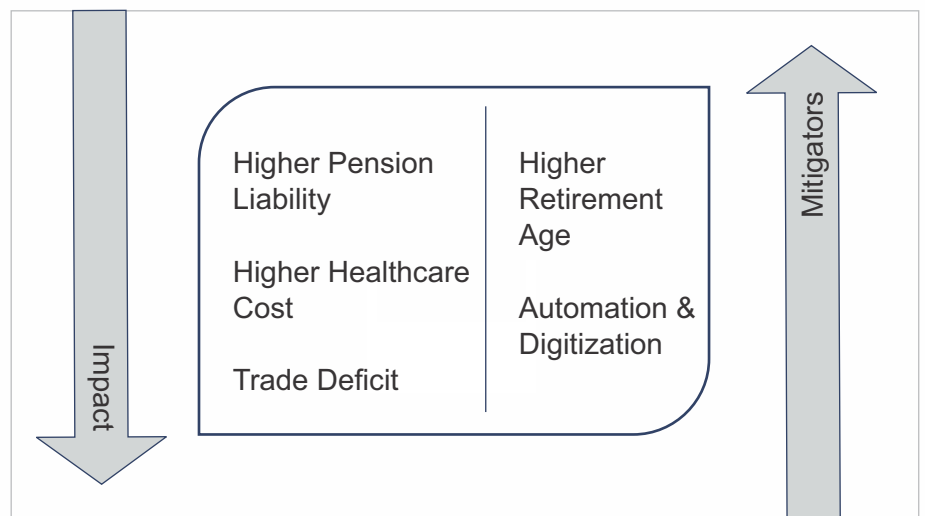 Impact
Higher Pension
Liability
Higher Healthcare
Cost
Trade Deficit
Higher
Retirement
Age
Automation &
Digitization
Mitigators